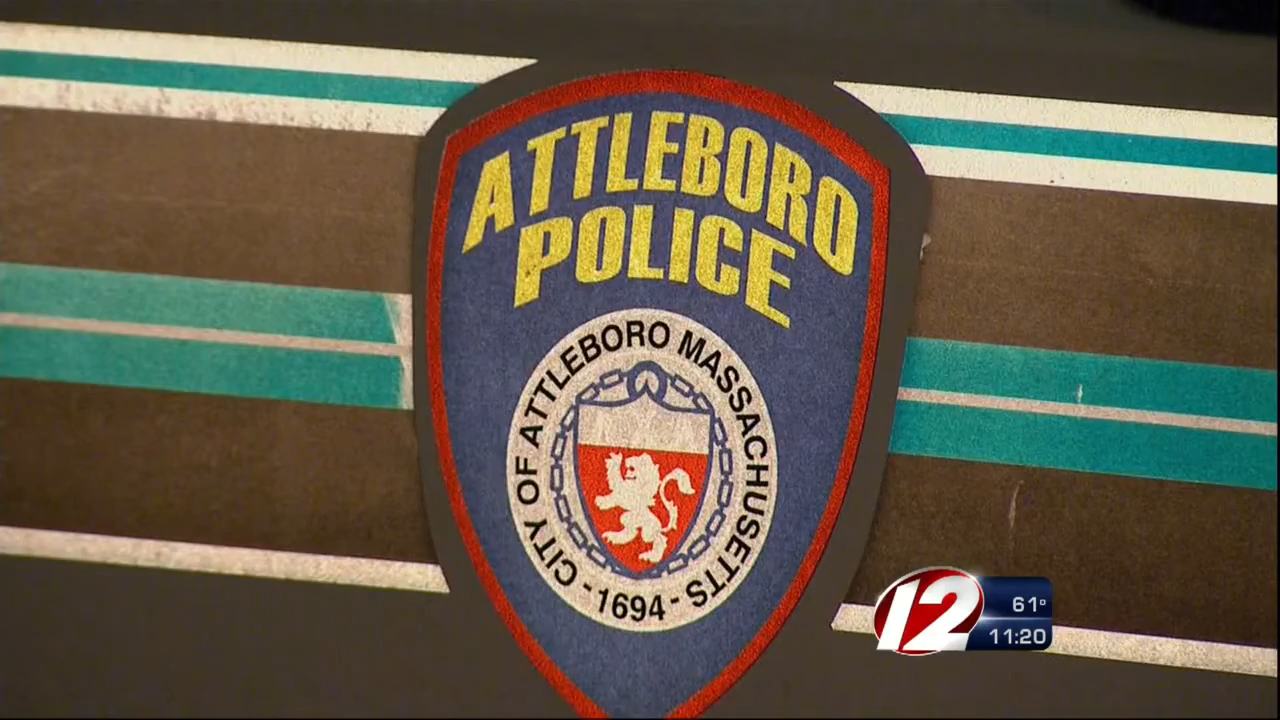 ATTLEBORO
POLICE
CITY OF ATTLEBORO MASSACHUSETTS
- 1694 -
12
61°
11:20